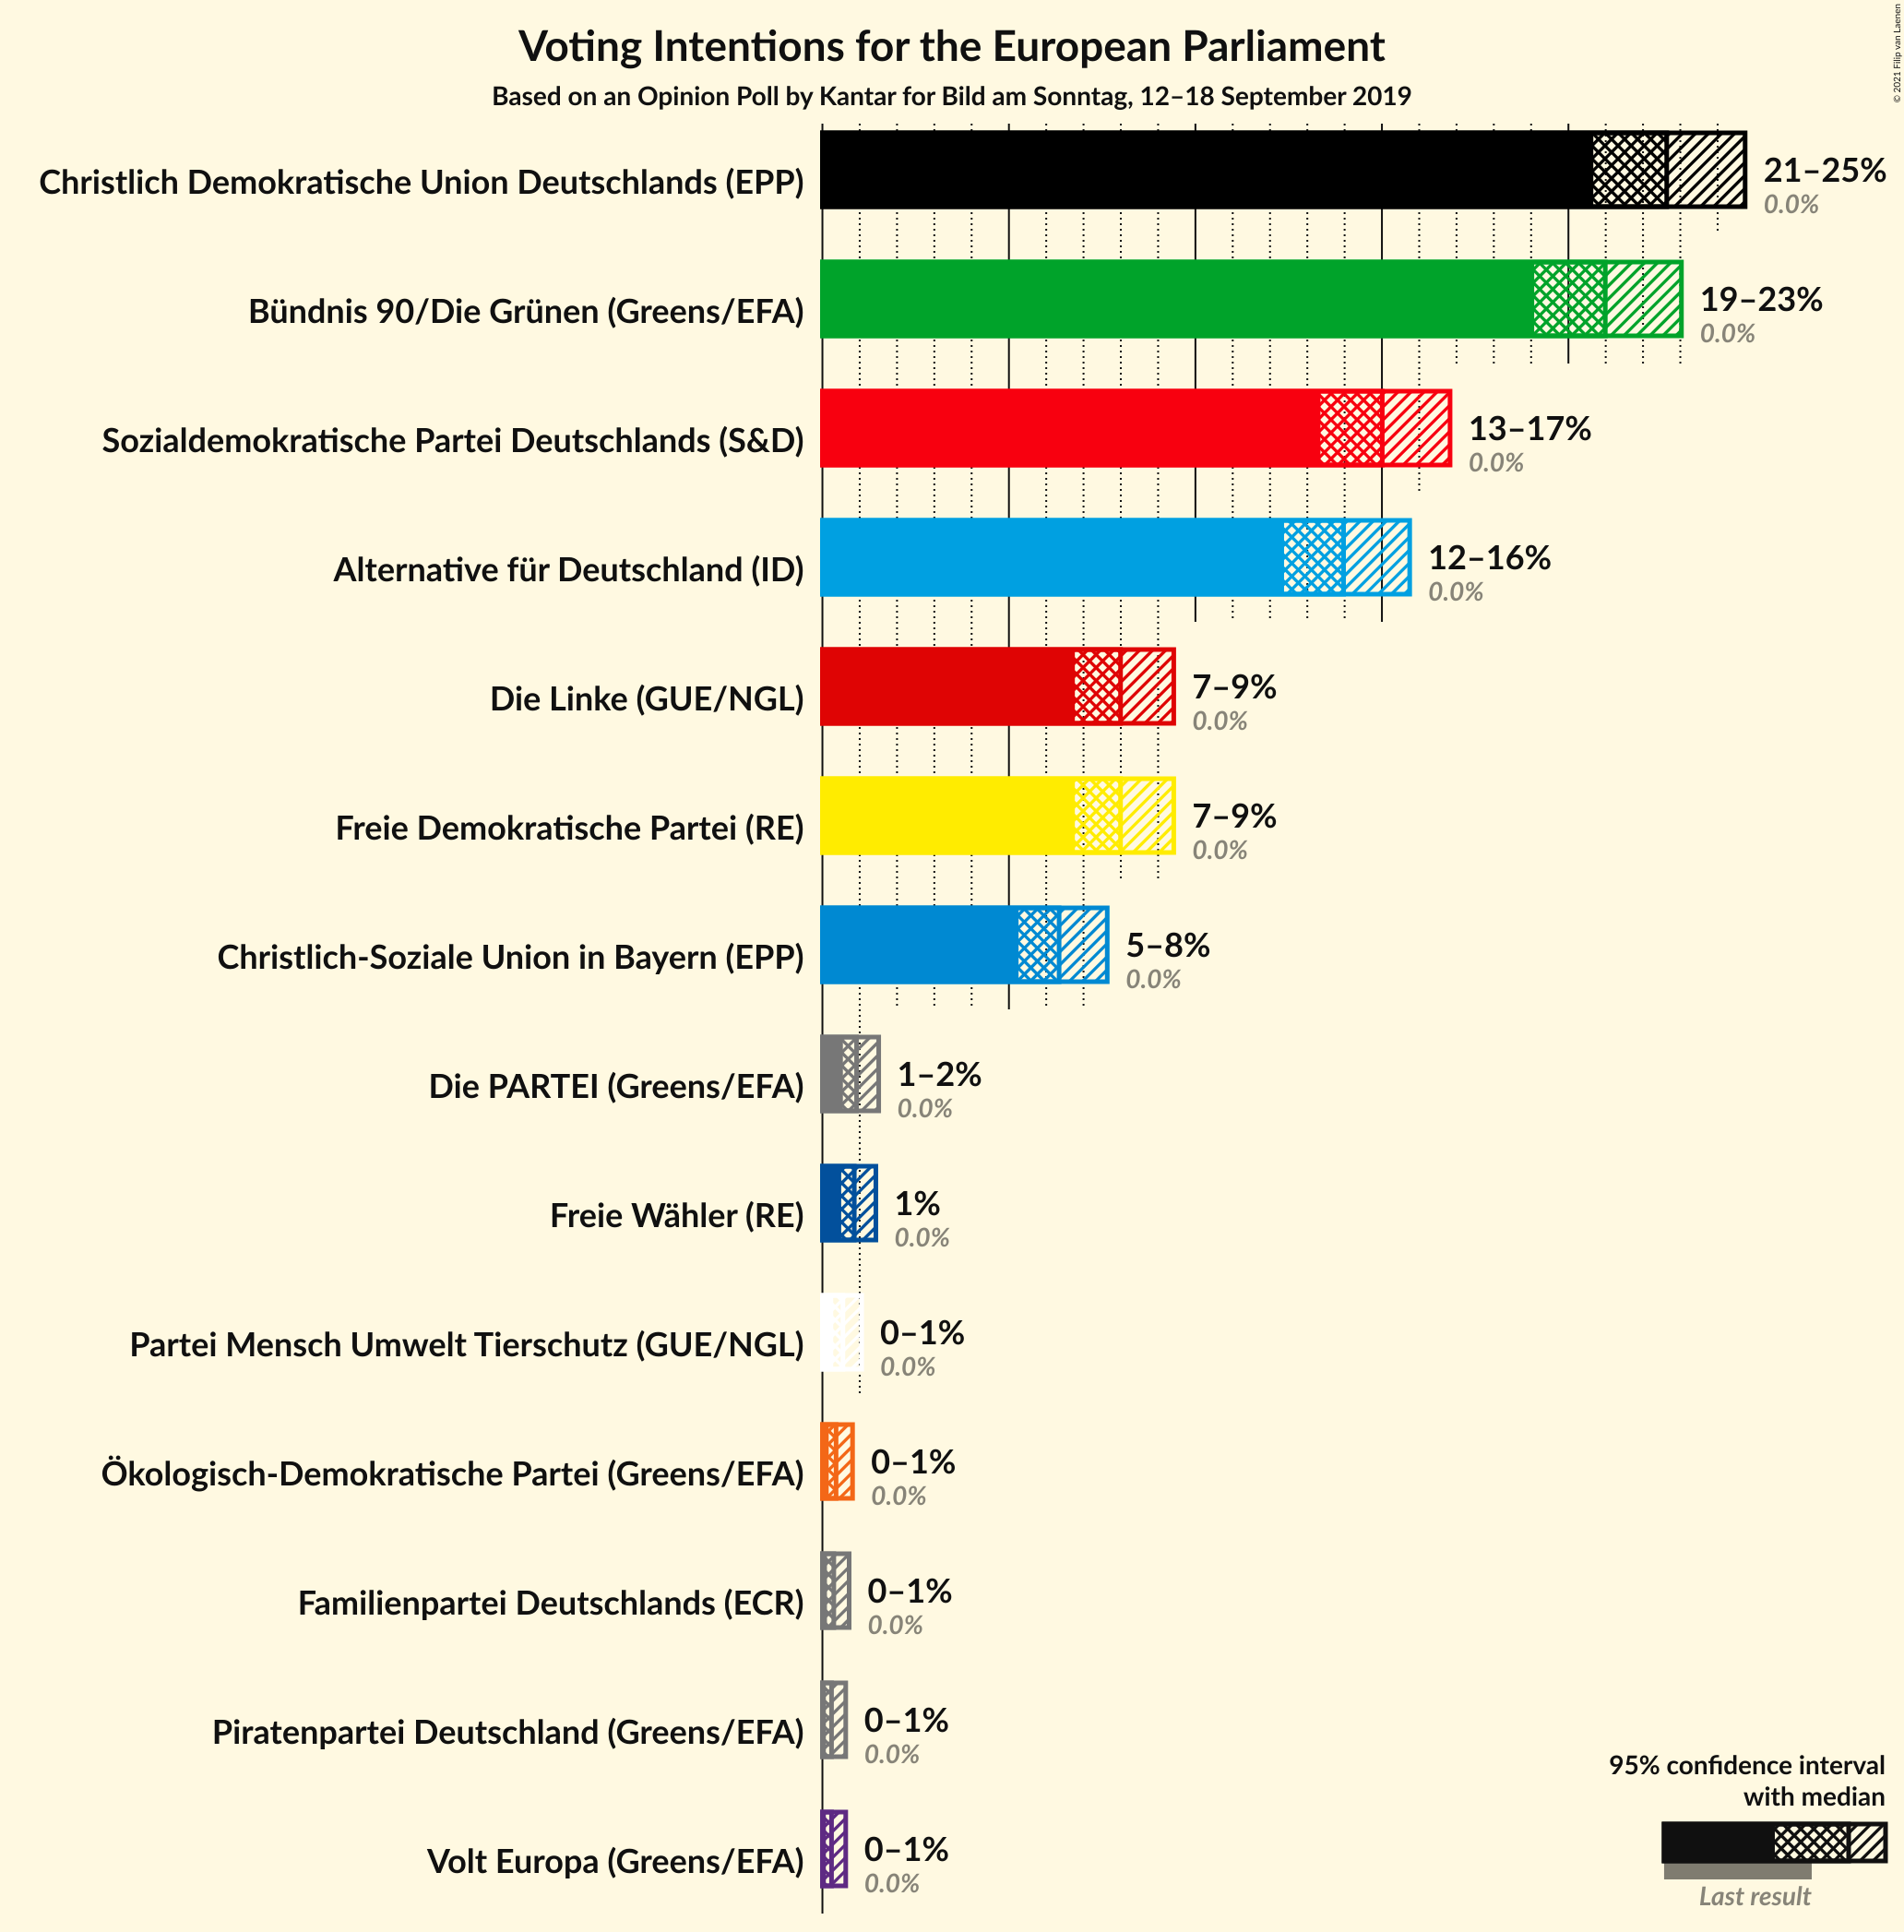 Voting Intentions for the European Parliament
Based on an Opinion Poll by Kantar for Bild am Sonntag, 12–18 September 2019
© 2021 Filip van Laenen
Christlich Demokratische Union Deutschlands (EPP)
21–25%
0.0%
Bündnis 90/Die Grünen (Greens/EFA)
19–23%
0.0%
Sozialdemokratische Partei Deutschlands (S&D)
13–17%
0.0%
Alternative für Deutschland (ID)
12–16%
0.0%
Die Linke (GUE/NGL)
7–9%
0.0%
Freie Demokratische Partei (RE)
7–9%
0.0%
Christlich-Soziale Union in Bayern (EPP)
5–8%
0.0%
Die PARTEI (Greens/EFA)
1–2%
0.0%
Freie Wähler (RE)
1%
0.0%
Partei Mensch Umwelt Tierschutz (GUE/NGL)
0–1%
0.0%
Ökologisch-Demokratische Partei (Greens/EFA)
0–1%
0.0%
Familienpartei Deutschlands (ECR)
0–1%
0.0%
Piratenpartei Deutschland (Greens/EFA)
0–1%
0.0%
Volt Europa (Greens/EFA)
0–1%
0.0%
95% confidence interval
with median
Last result